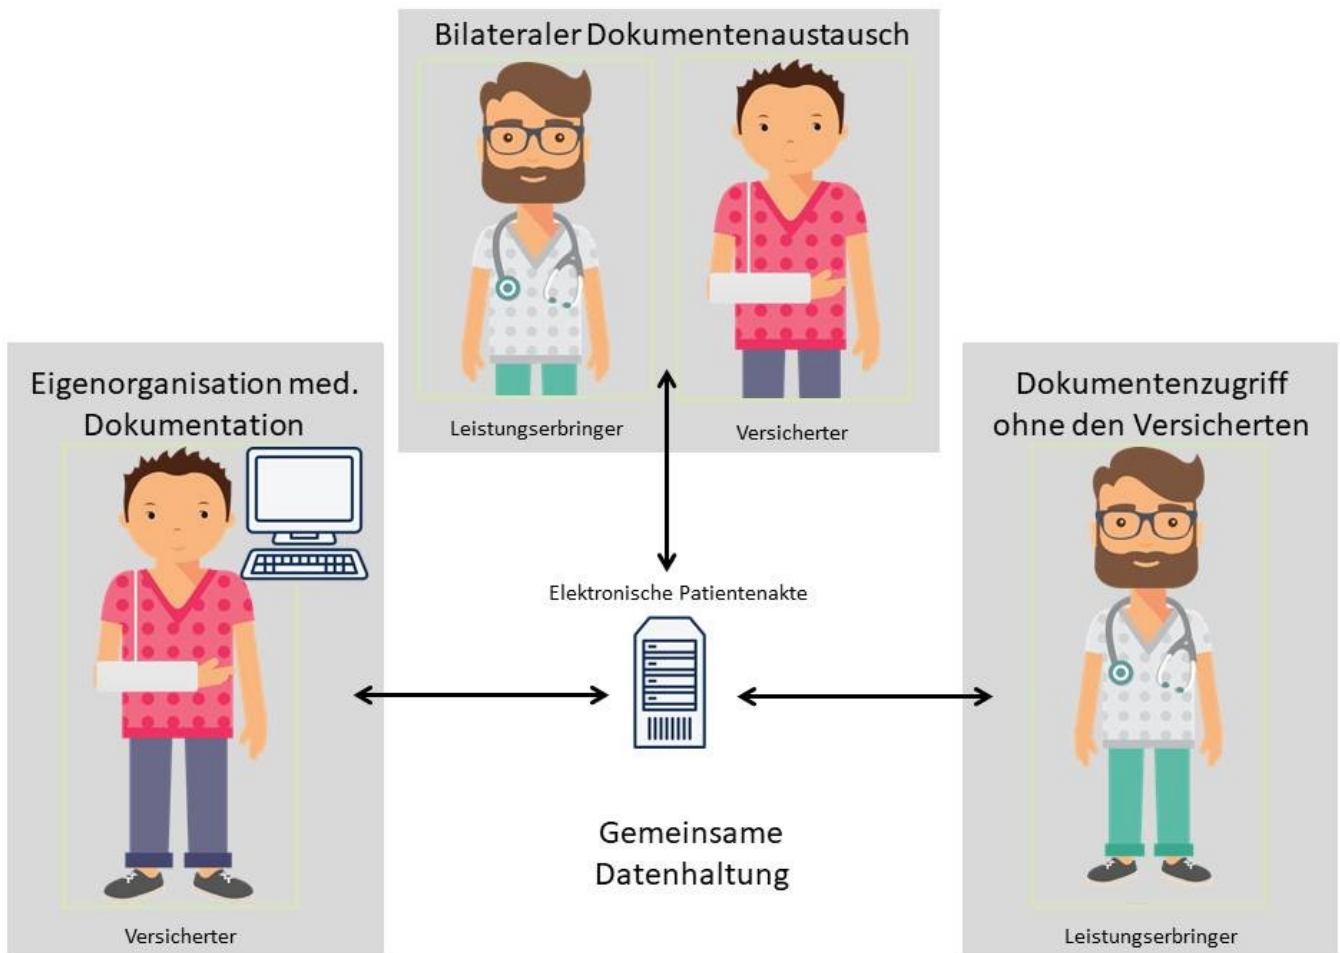 Bilateraler Dokumentenaustausch
Leistungserbringer
Versicherter
Eigenorganisation med.
Dokumentation
Versicherter
Elektronische Patientenakte
Gemeinsame
Datenhaltung
Dokumentenzugriff
ohne den Versicherten
Leistungserbringer